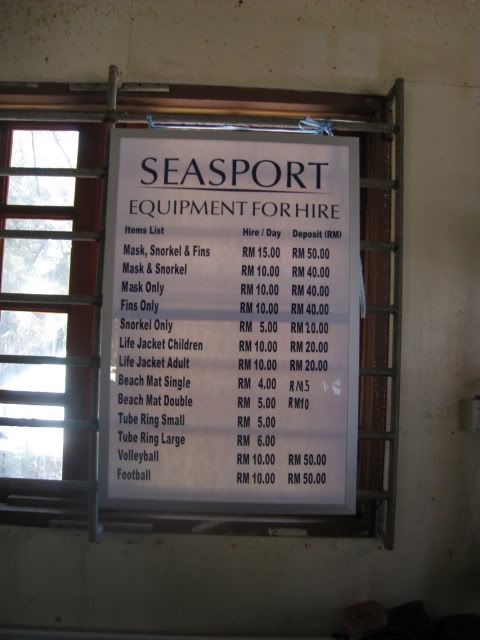 SEASPORT
EQUIPMENT FOR HIRE
Items List Hire / Day Deposit (RM)
Mask, Snorkel & Fins RM 15.00 RM 50.00
Mask & Snorkel RM 10.00 RM 40.00
Mask Only RM 10.00 RM 40.00
Fins Only RM 10.00 RM 40.00
Snorkel Only RM 5.00 RM 20.00
Life Jacket Children RM 10.00 RM 20.00
Life Jacket Adult RM 10.00 RM 20.00
Beach Mat Single RM 4.00 RM5
Beach Mat Double RM 5.00 RM10
Tube Ring Small RM 5.00
Tube Ring Large RM 6.00
Volleyball RM 10.00 RM 50.00
Football RM 10.00 RM 50.00